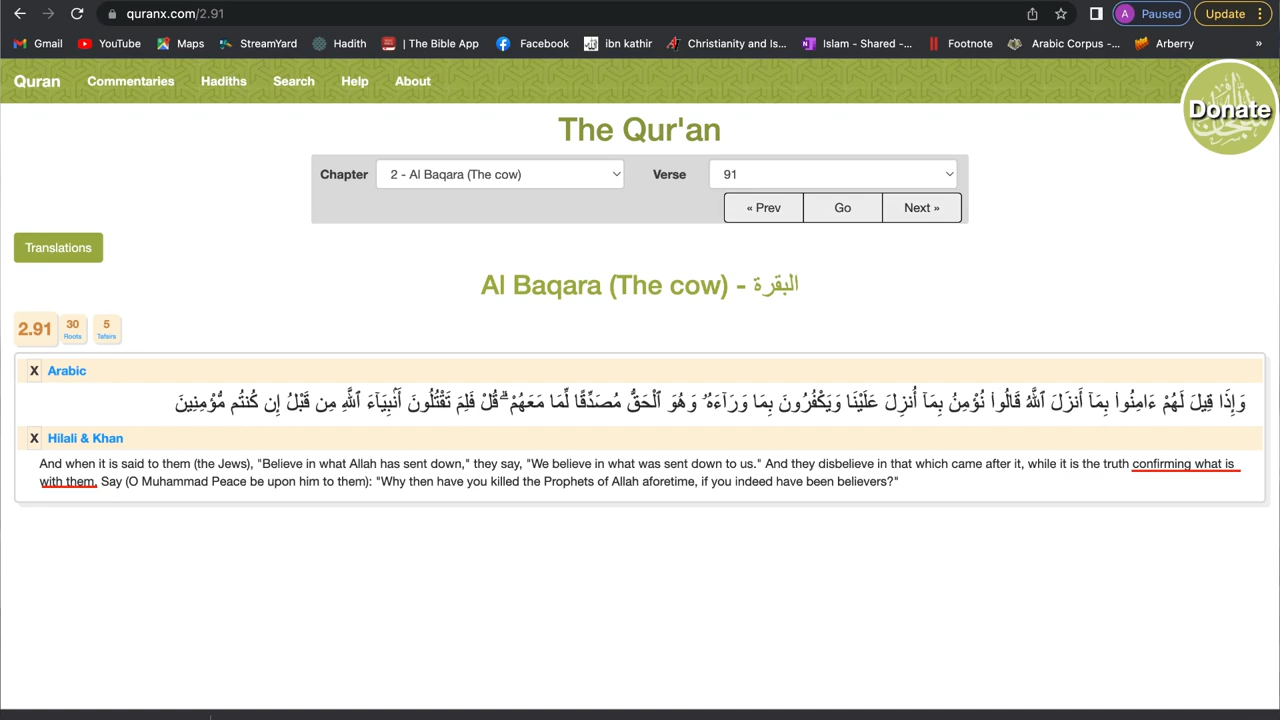 quranx.com/2.91
A Paused Update
Gmail YouTube Maps StreamYard Hadith | The Bible App Facebook ibn kathir Christianity and Is... Islam - Shared -... Footnote Arabic Corpus -... Arberry »
Quran Commentaries Hadiths Search Help About
Donate
The Qur'an
Chapter 2 - Al Baqara (The cow) Verse 91
« Prev Go Next »
Translations
Al Baqara (The cow) - البقرة
2.91 30 Roots 5 Tafsirs
X Arabic
وَإِذَا قِيلَ لَهُمْ ءَامِنُوا۟ بِمَآ أَنزَلَ ٱللَّهُ قَالُوا۟ نُؤْمِنُ بِمَآ أُنزِلَ عَلَيْنَا وَيَكْفُرُونَ بِمَا وَرَآءَهُۥ وَهُوَ ٱلْحَقُّ مُصَدِّقًا لِّمَا مَعَهُمْ ۗ قُلْ فَلِمَ تَقْتُلُونَ أَنۢبِيَآءَ ٱللَّهِ مِن قَبْلُ إِن كُنتُم مُّؤْمِنِينَ
X Hilali & Khan
And when it is said to them (the Jews), "Believe in what Allah has sent down," they say, "We believe in what was sent down to us." And they disbelieve in that which came after it, while it is the truth confirming what is
with them. Say (O Muhammad Peace be upon him to them): "Why then have you killed the Prophets of Allah aforetime, if you indeed have been believers?"